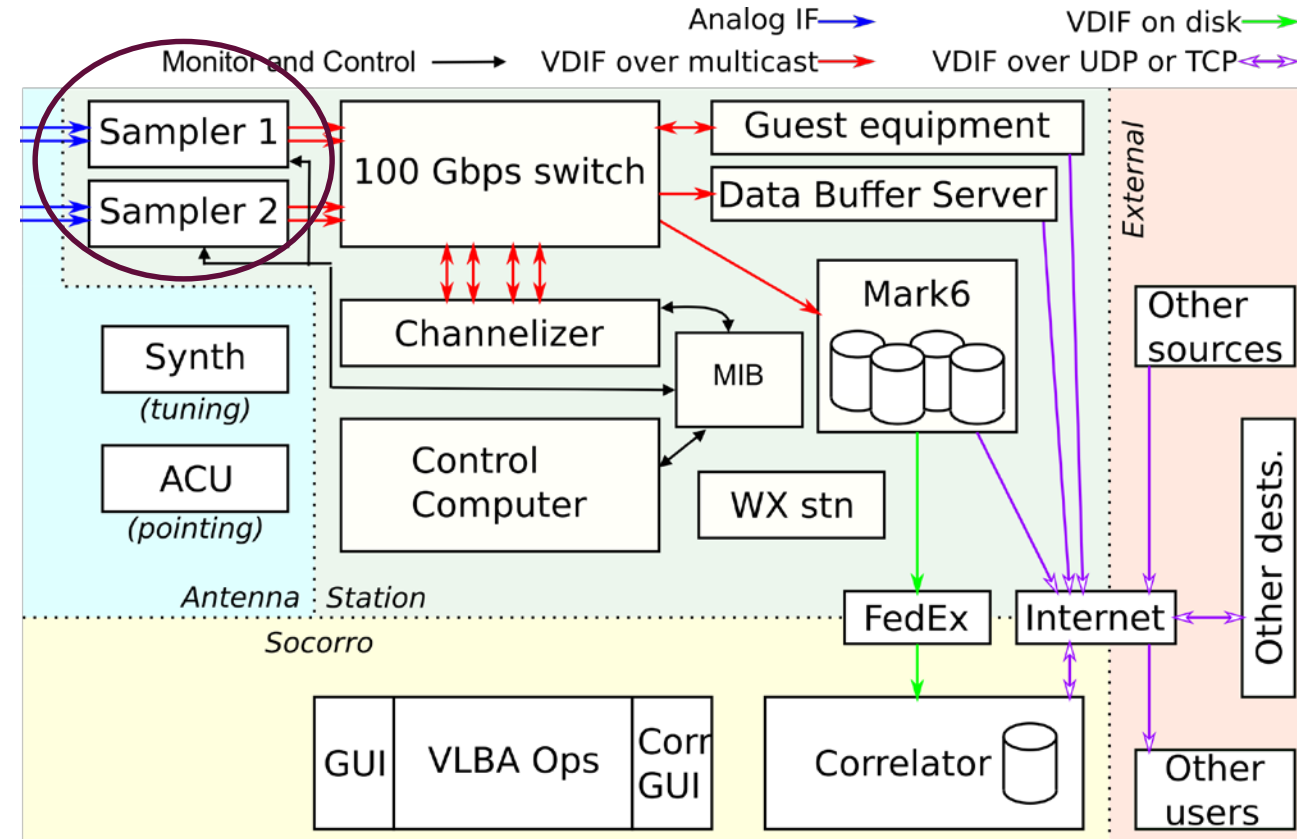 Analog IF
VDIF on disk
Monitor and Control
VDIF over multicast
VDIF over UDP or TCP
Sampler 1
Sampler 2
100 Gbps switch
Guest equipment
Data Buffer Server
External
Channelizer
MIB
Mark6
Other
sources
Synth
(tuning)
ACU
(pointing)
Control
Computer
WX stn
Other dests.
Antenna
Station
FedEx
Internet
Socorro
GUI
VLBA Ops
Corr
GUI
Correlator
Other
users